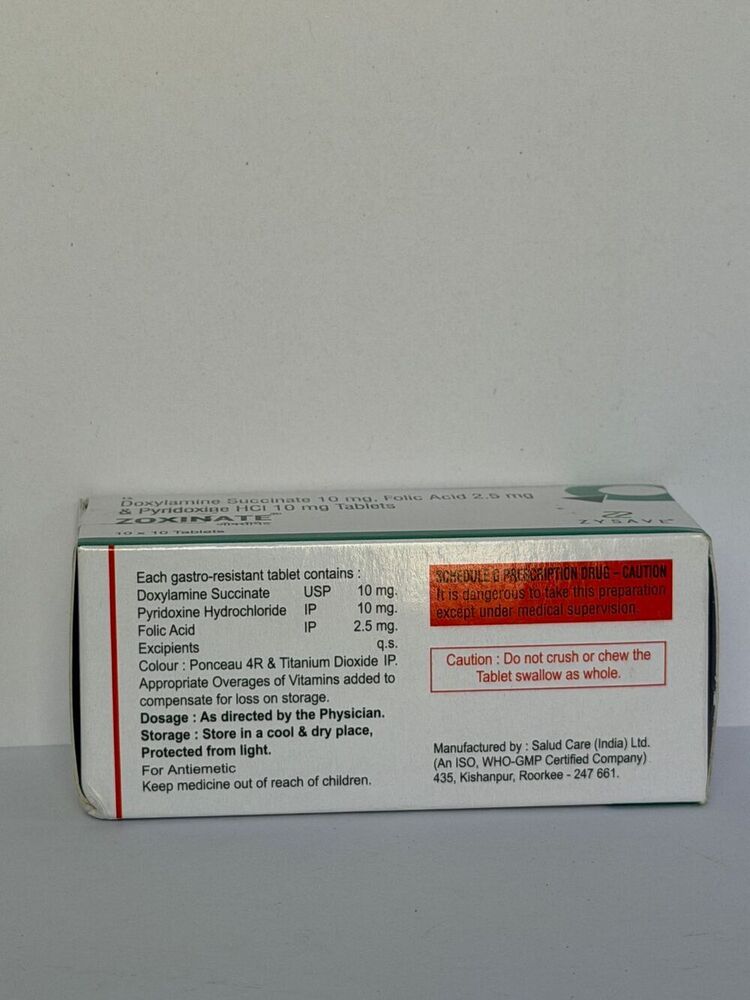 Doxylamine Succinate 10 mg, Folic Acid 2.5 mg
& Pyridoxine HCl 10 mg Tablets
ZOXINATE®
10 × 10 Tablets
ZYSAVE
Each gastro-resistant tablet contains :
Doxylamine Succinate USP 10 mg.
Pyridoxine Hydrochloride IP 10 mg.
Folic Acid IP 2.5 mg.
Excipients q.s.
Colour : Ponceau 4R & Titanium Dioxide IP.
Appropriate Overages of Vitamins added to
compensate for loss on storage.
Dosage : As directed by the Physician.
Storage : Store in a cool & dry place,
Protected from light.
For Antiemetic
Keep medicine out of reach of children.
SCHEDULE G PRESCRIPTION DRUG - CAUTION
It is dangerous to take this preparation
except under medical supervision.
Caution : Do not crush or chew the
Tablet swallow as whole.
Manufactured by : Salud Care (India) Ltd.
(An ISO, WHO-GMP Certified Company)
435, Kishanpur, Roorkee - 247 661.